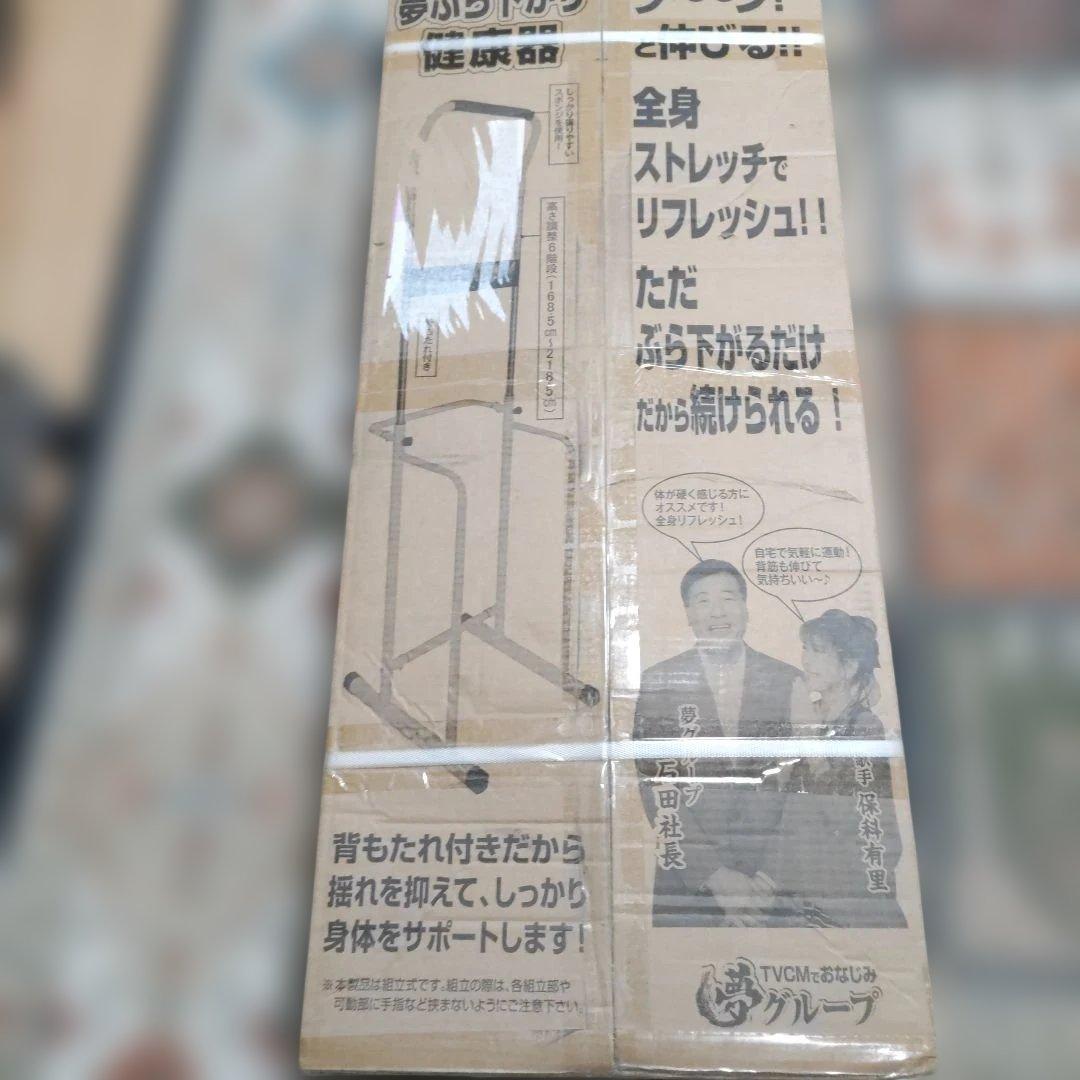 夢ぶら下がり
健康器
と伸びる!!
しっかり握りやすい
スポンジを使用!
高さ調整6階段(168.5cm~218.5cm)
もたれ付き
全身
ストレッチで
リフレッシュ!!
ただ
ぶら下がるだけ
だから続けられる!
体が硬く感じる方に
オススメです!
全身リフレッシュ!
自宅で気軽に運動!
背筋も伸びて
気持ちいい〜♪
夢グループ
石田社長
歌手 保科有里
背もたれ付きだから
揺れを抑えて、しっかり
身体をサポートします!
※本製品は組立式です。組立の際は、各組立部や
可動部に手指など挟まないようにご注意下さい。
TVCMでおなじみ
夢グループ